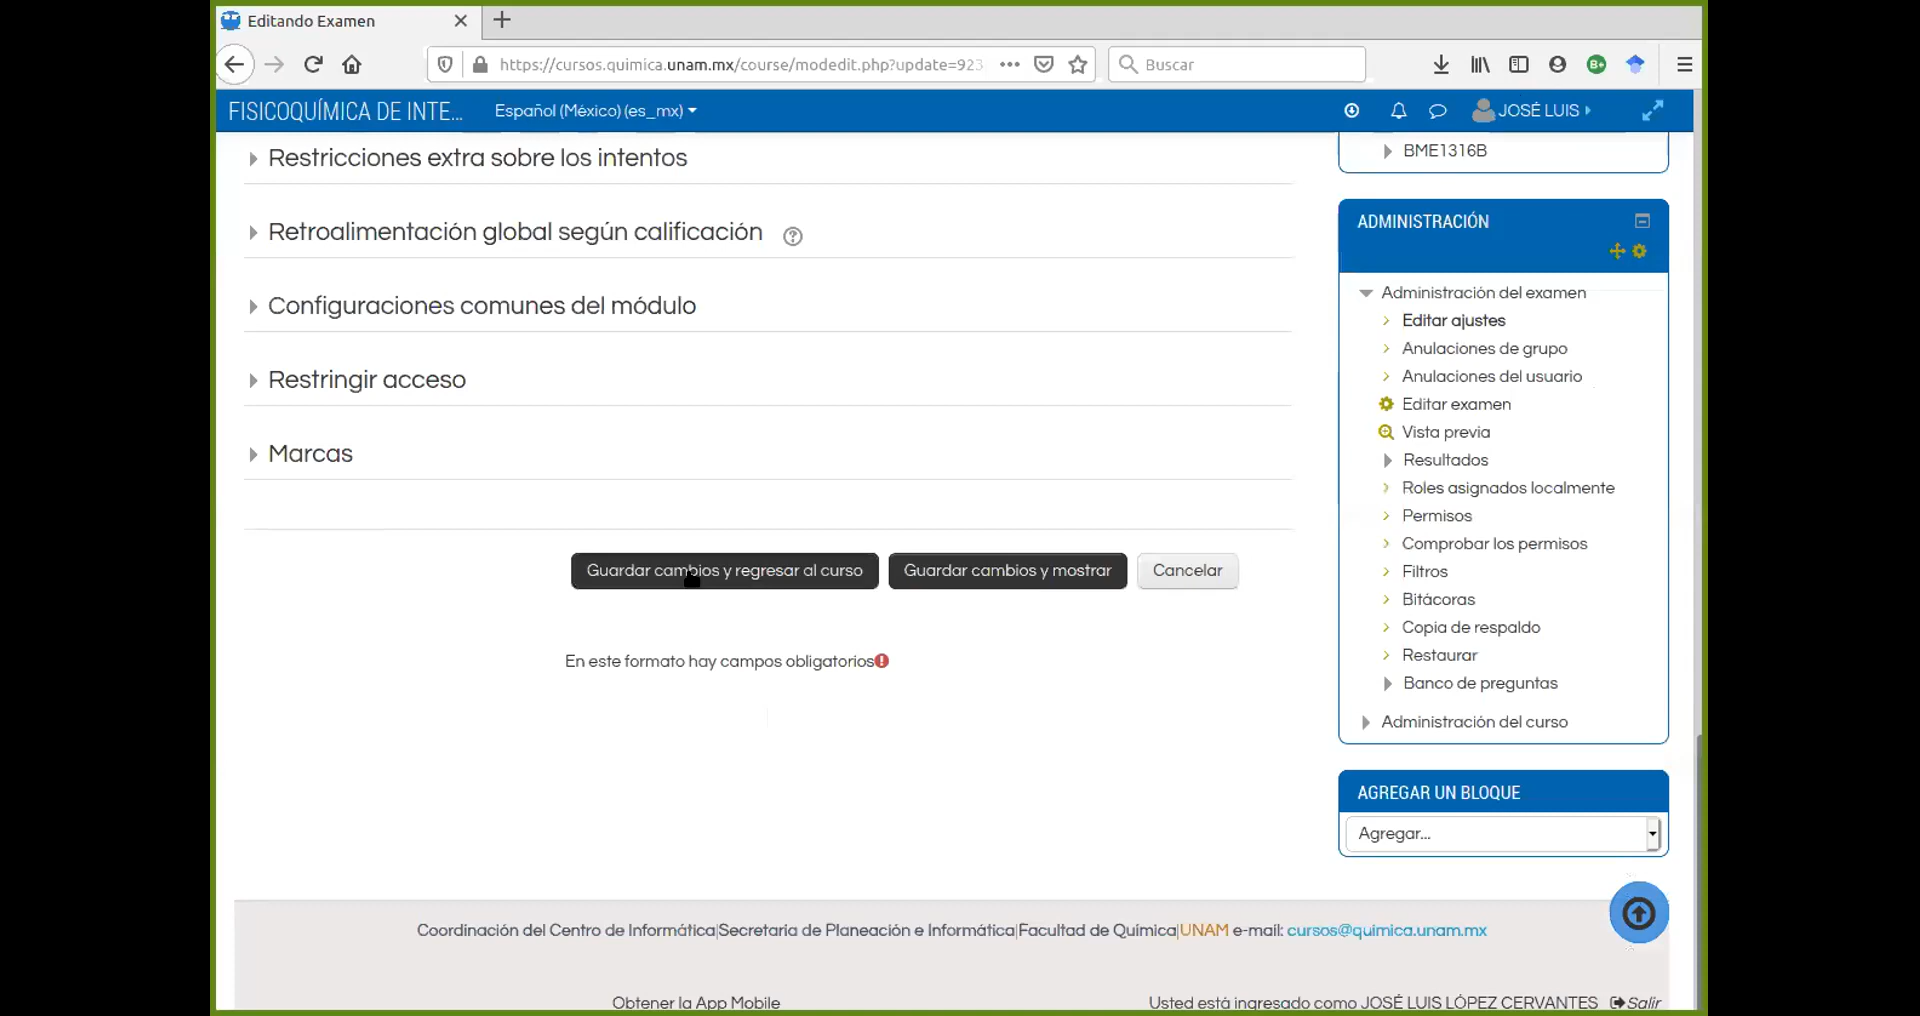 Editando Examen
https://cursos.quimica.unam.mx/course/modedit.php?update=923
Buscar
FISICOQUÍMICA DE INTE...
Español (México) (es_mx)
JOSÉ LUIS
Restricciones extra sobre los intentos
Retroalimentación global según calificación
Configuraciones comunes del módulo
Restringir acceso
Marcas
Guardar cambios y regresar al curso
Guardar cambios y mostrar
Cancelar
En este formato hay campos obligatorios
BME1316B
ADMINISTRACIÓN
Administración del examen
Editar ajustes
Anulaciones de grupo
Anulaciones del usuario
Editar examen
Vista previa
Resultados
Roles asignados localmente
Permisos
Comprobar los permisos
Filtros
Bitácoras
Copia de respaldo
Restaurar
Banco de preguntas
Administración del curso
AGREGAR UN BLOQUE
Agregar...
Coordinación del Centro de Informática|Secretaria de Planeación e Informática|Facultad de Química|UNAM e-mail: cursos@quimica.unam.mx
Obtener la App Mobile
Usted está ingresado como JOSÉ LUIS LÓPEZ CERVANTES Salir